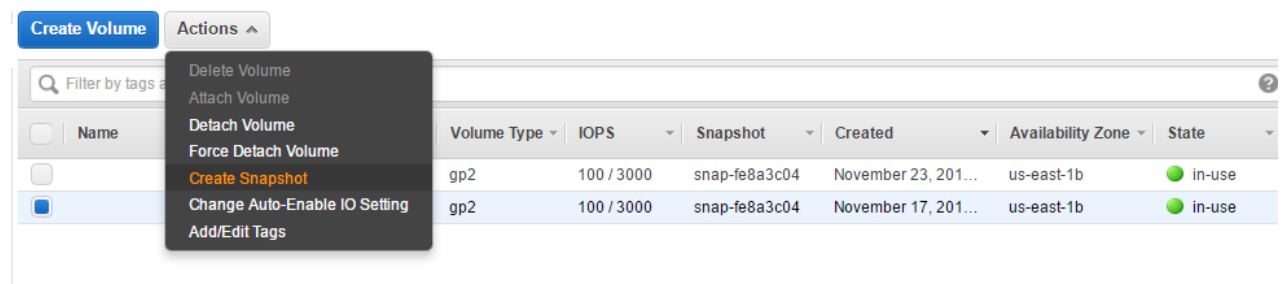 Create Volume Actions
Filter by tags a
Delete Volume
Attach Volume
Detach Volume
Force Detach Volume
Create Snapshot
Change Auto-Enable IO Setting
Add/Edit Tags
Name Volume Type IOPS Snapshot Created Availability Zone State
gp2 100 / 3000 snap-fe8a3c04 November 23, 201... us-east-1b in-use
gp2 100 / 3000 snap-fe8a3c04 November 17, 201... us-east-1b in-use